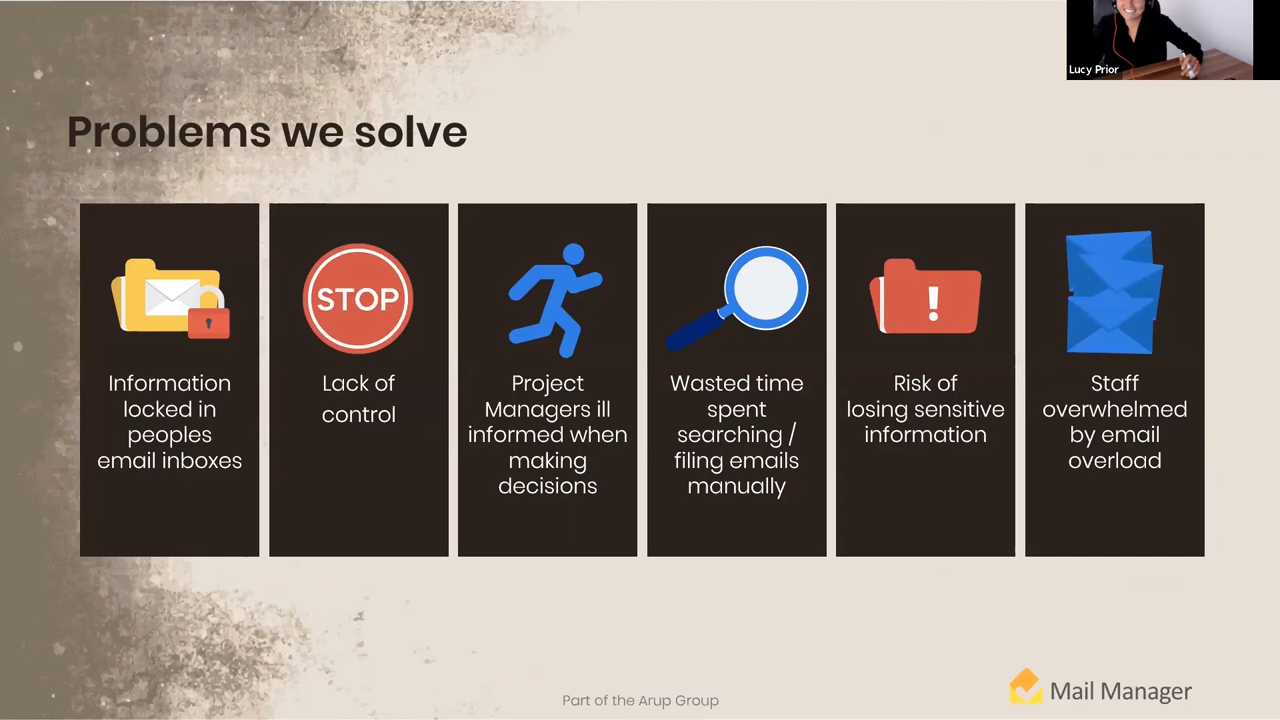 Lucy Prior
Problems we solve
STOP
Information
locked in
peoples
email inboxes
Lack of
control
Project
Managers ill
informed when
making
decisions
Wasted time
spent
searching /
filing emails
manually
!
Risk of
losing sensitive
information
Staff
overwhelmed
by email
overload
Part of the Arup Group
Mail Manager